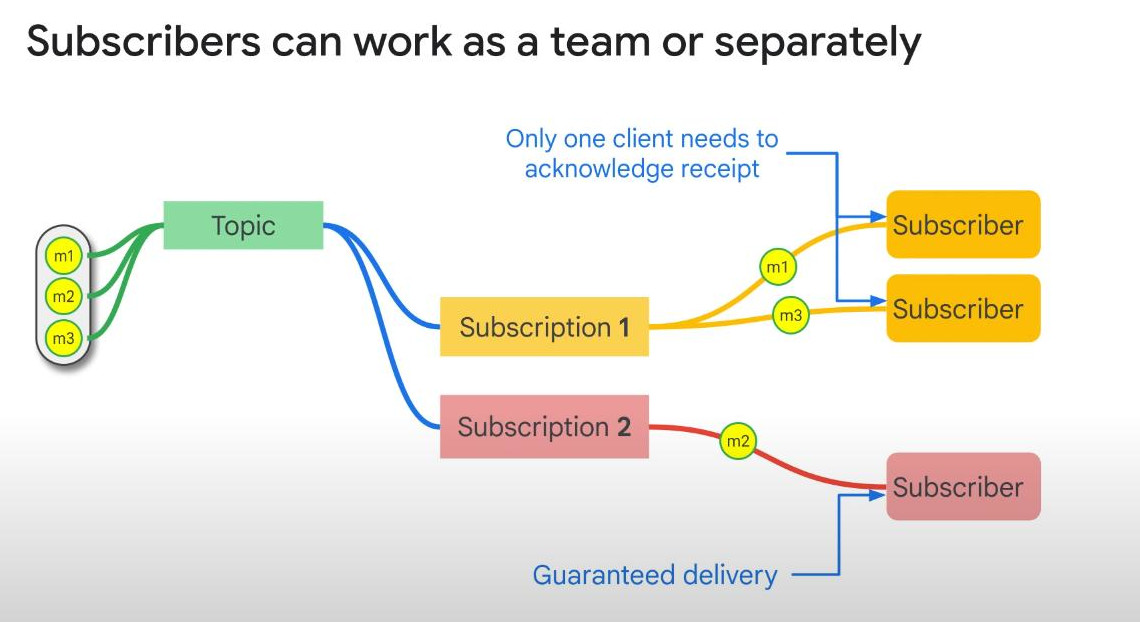 Subscribers can work as a team or separately
Only one client needs to
acknowledge receipt
Topic
Subscriber
m1
m1
m2
Subscription 1
m3
Subscriber
m3
Subscription 2
m2
Subscriber
Guaranteed delivery